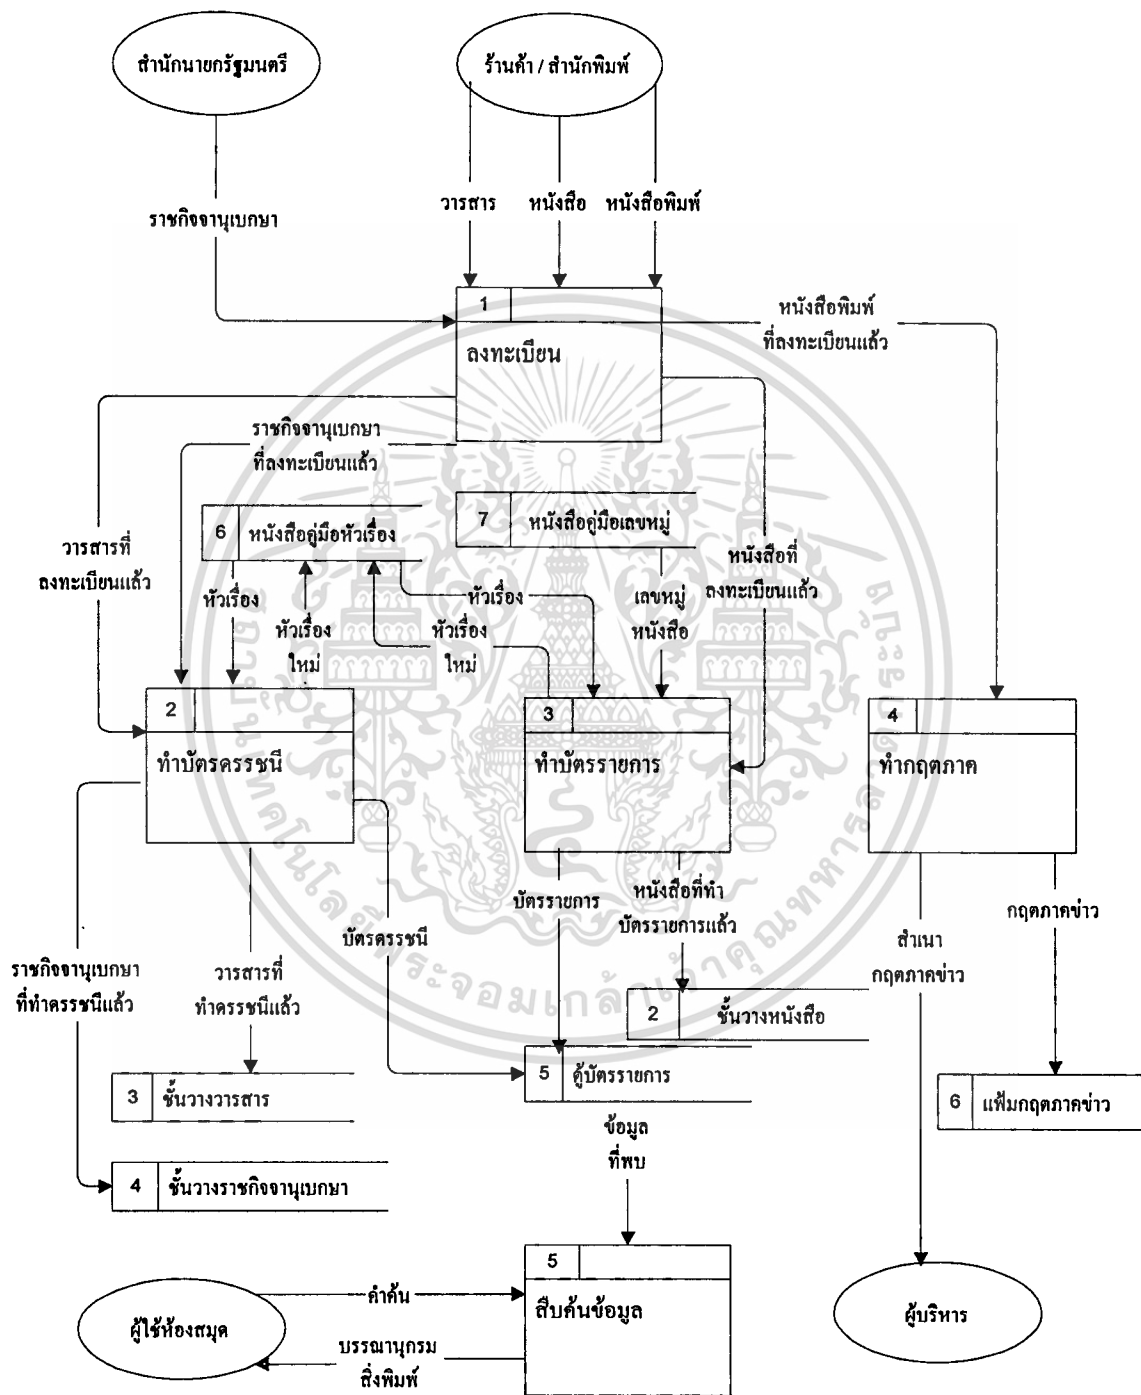 สำนักนายกรัฐมนตรี
ร้านค้า / สำนักพิมพ์
วารสาร
หนังสือ
หนังสือพิมพ์
ราชกิจจานุเบกษา
1
ลงทะเบียน
หนังสือพิมพ์
ที่ลงทะเบียนแล้ว
ราชกิจจานุเบกษา
ที่ลงทะเบียนแล้ว
6
หนังสือคู่มือหัวเรื่อง
7
หนังสือคู่มือเลขหมู่
วารสารที่
ลงทะเบียนแล้ว
หัวเรื่อง
หัวเรื่อง
ใหม่
หัวเรื่อง
หัวเรื่อง
ใหม่
เลขหมู่
หนังสือ
หนังสือที่
ลงทะเบียนแล้ว
2
ทำบัตรดรรชนี
3
ทำบัตรรายการ
4
ทำกฤตภาค
ราชกิจจานุเบกษา
ที่ทำดรรชนีแล้ว
วารสารที่
ทำดรรชนีแล้ว
บัตรดรรชนี
บัตรรายการ
หนังสือที่ทำ
บัตรรายการแล้ว
สำเนา
กฤตภาคข่าว
กฤตภาคข่าว
2
ชั้นวางหนังสือ
5
ตู้บัตรรายการ
3
ชั้นวางวารสาร
6
แฟ้มกฤตภาคข่าว
4
ชั้นวางราชกิจจานุเบกษา
ข้อมูล
ที่พบ
5
สืบค้นข้อมูล
ผู้ใช้ห้องสมุด
คำค้น
บรรณานุกรม
สิ่งพิมพ์
ผู้บริหาร